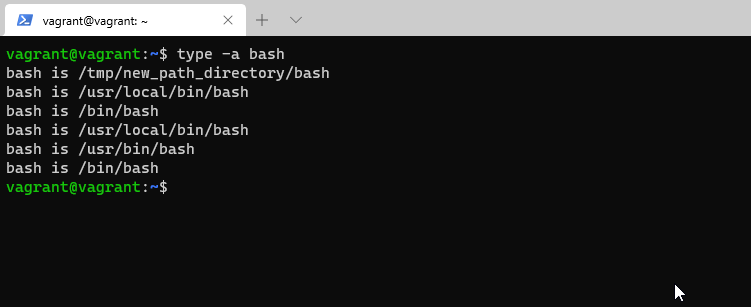 vagrant@vagrant: ~
vagrant@vagrant:~$ type -a bash
bash is /tmp/new_path_directory/bash
bash is /usr/local/bin/bash
bash is /bin/bash
bash is /usr/local/bin/bash
bash is /usr/bin/bash
bash is /bin/bash
vagrant@vagrant:~$